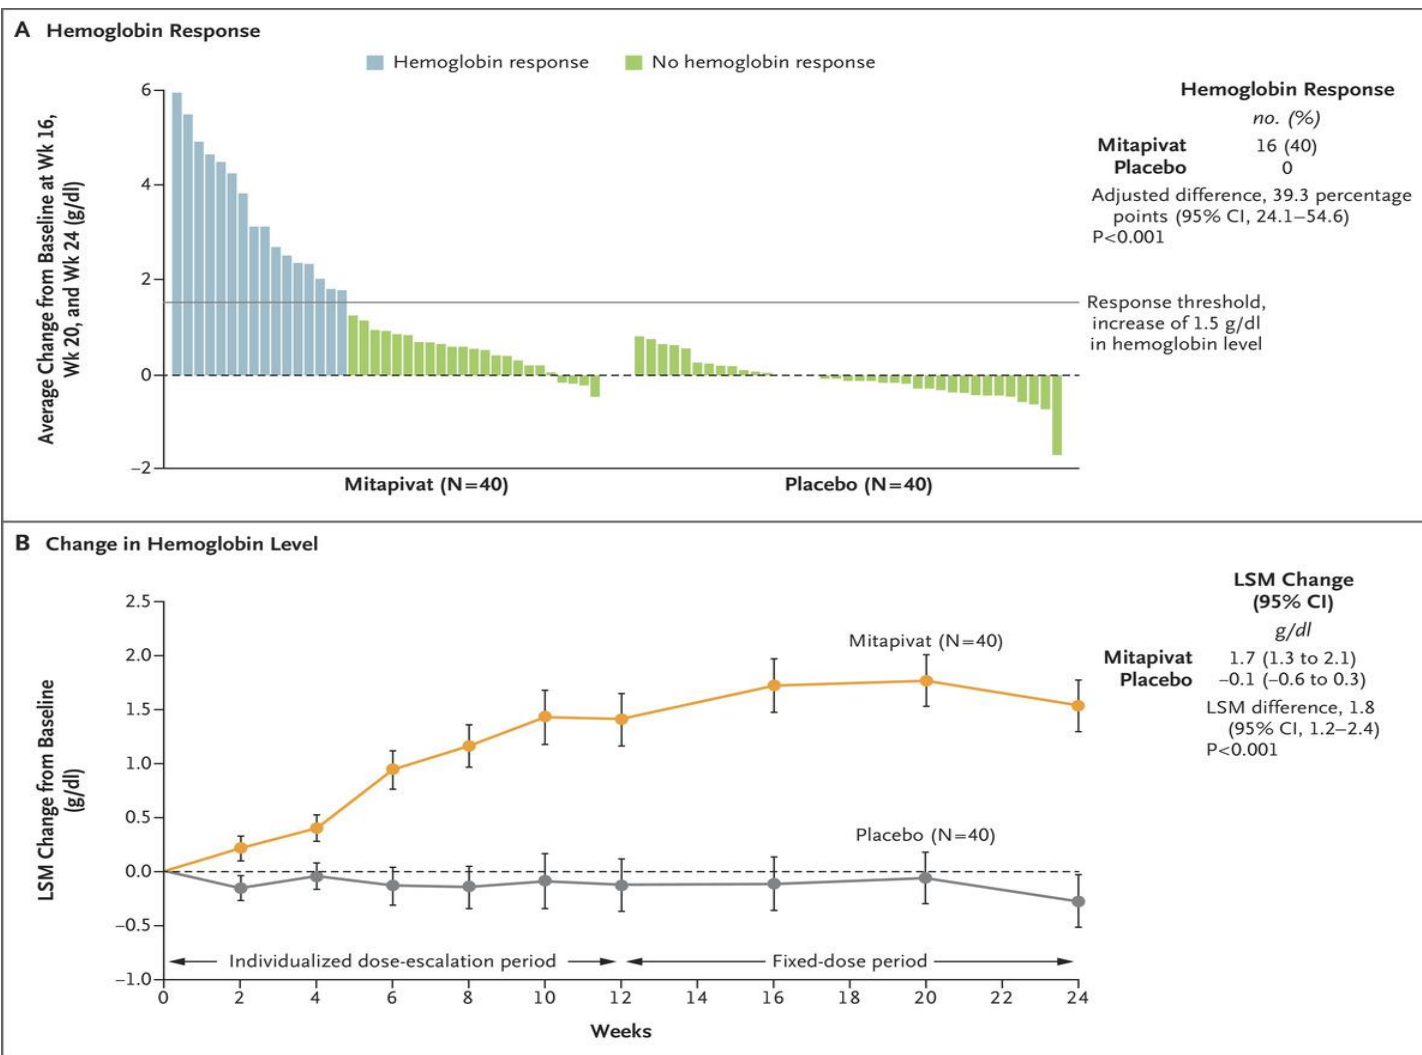 A Hemoglobin Response
Hemoglobin response
No hemoglobin response
Average Change from Baseline at Wk 16,
Wk 20, and Wk 24 (g/dl)
6
4
2
0
−2
Mitapivat (N=40)
Placebo (N=40)
Hemoglobin Response
no. (%)
Mitapivat 16 (40)
Placebo 0
Adjusted difference, 39.3 percentage
points (95% CI, 24.1–54.6)
P<0.001
Response threshold,
increase of 1.5 g/dl
in hemoglobin level
B Change in Hemoglobin Level
LSM Change from Baseline
(g/dl)
2.5
2.0
1.5
1.0
0.5
0.0
−0.5
−1.0
Mitapivat (N=40)
Placebo (N=40)
Individualized dose-escalation period
Fixed-dose period
0 2 4 6 8 10 12 14 16 18 20 22 24
Weeks
LSM Change
(95% CI)
g/dl
Mitapivat 1.7 (1.3 to 2.1)
Placebo −0.1 (−0.6 to 0.3)
LSM difference, 1.8
(95% CI, 1.2–2.4)
P<0.001